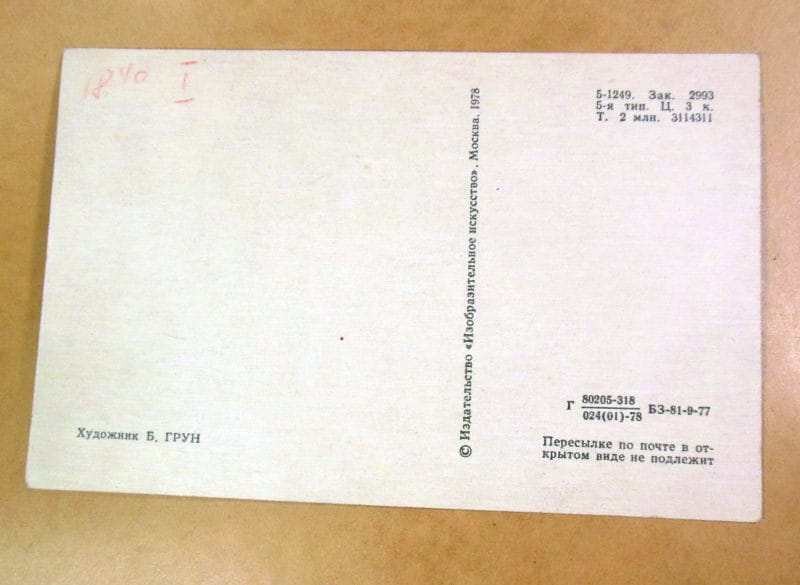 1840 I
5-1249. Зак. 2993
5-я тип. Ц. 3 к.
Т. 2 млн. 3114311
© Издательство «Изобразительное искусство». Москва. 1978
Г 80205-318 БЗ-81-9-77
024(01)-78
Художник Б. ГРУН
Пересылке по почте в от-
крытом виде не подлежит